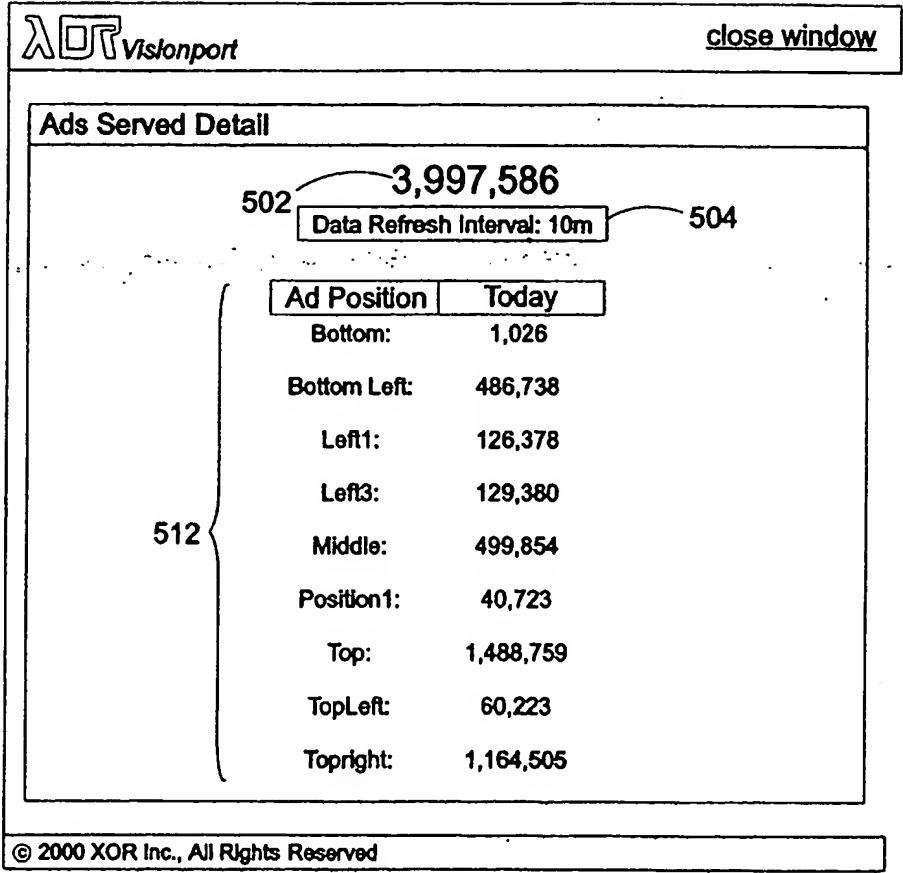 XOR Visionport close window
Ads Served Detail
502 3,997,586
Data Refresh Interval: 10m 504
Ad Position Today
Bottom: 1,026
Bottom Left: 486,738
Left1: 126,378
Left3: 129,380
512 Middle: 499,854
Position1: 40,723
Top: 1,488,759
TopLeft: 60,223
Topright: 1,164,505
© 2000 XOR Inc., All Rights Reserved